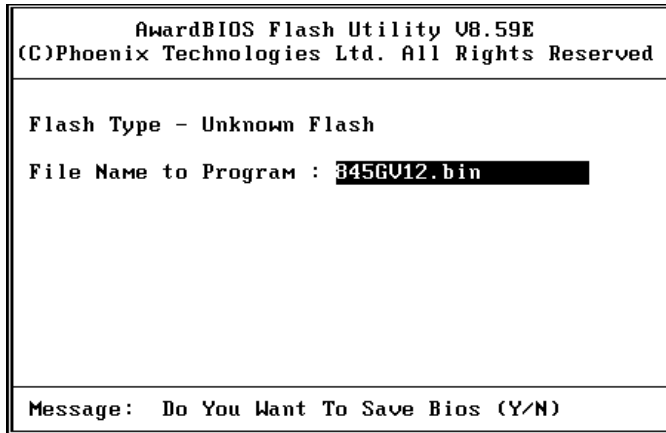 AwardBIOS Flash Utility V8.59E
(C)Phoenix Technologies Ltd. All Rights Reserved
Flash Type - Unknown Flash
File Name to Program : 845GV12.bin
Message: Do You Want To Save Bios (Y/N)